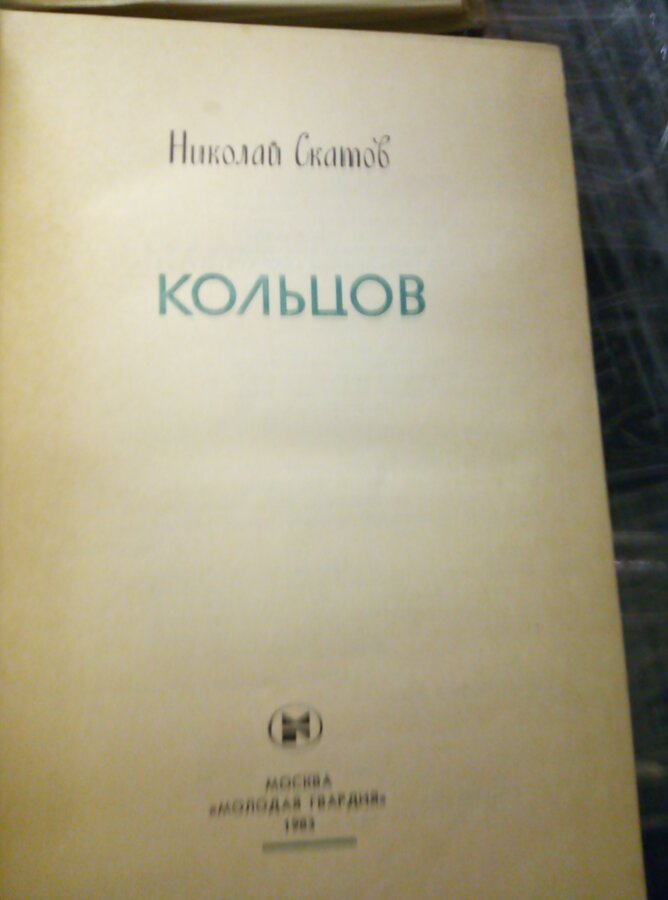 Николай Скатов
КОЛЬЦОВ
МОСКВА
«МОЛОДАЯ ГВАРДИЯ»
1983